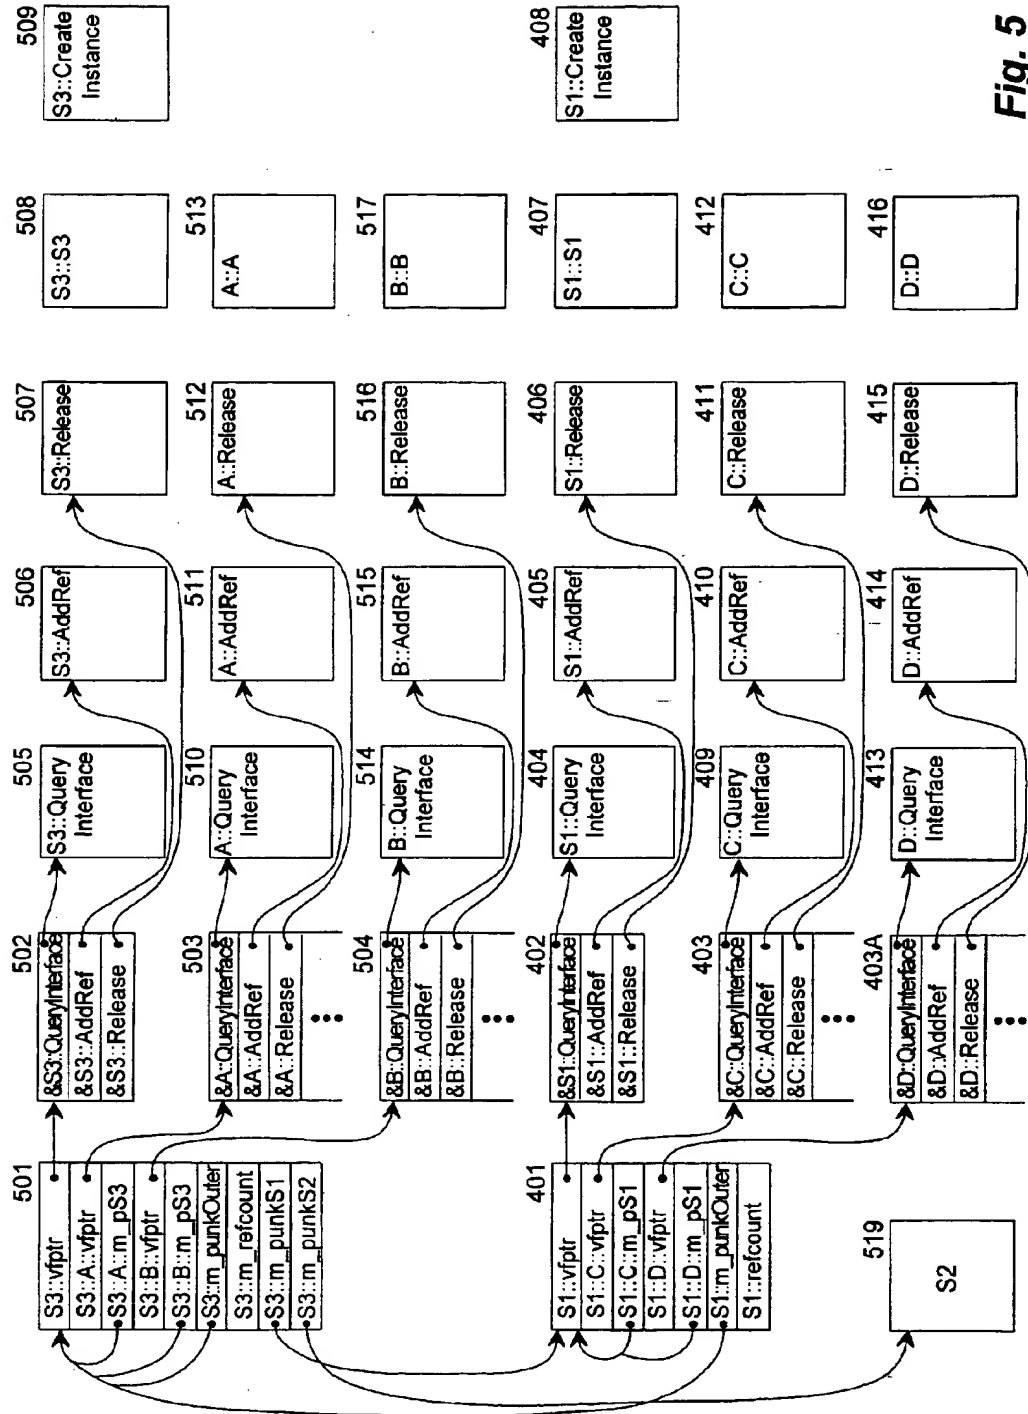 501
S3::vfptr
S3::A::vfptr
S3::A::m_pS3
S3::B::vfptr
S3::B::m_pS3
S3::m_punkOuter
S3::m_refcount
S3::m_punkS1
S3::m_punkS2
502
&S3::QueryInterface
&S3::AddRef
&S3::Release
505
S3::Query
Interface
506
S3::AddRef
507
S3::Release
508
S3::S3
509
S3::Create
Instance
503
&A::QueryInterface
&A::AddRef
&A::Release
510
A::Query
Interface
511
A::AddRef
512
A::Release
513
A::A
504
&B::QueryInterface
&B::AddRef
&B::Release
514
B::Query
Interface
515
B::AddRef
516
B::Release
517
B::B
401
S1::vfptr
S1::C::vfptr
S1::C::m_pS1
S1::D::vfptr
S1::D::m_pS1
S1::m_punkOuter
S1::refcount
402
&S1::QueryInterface
&S1::AddRef
&S1::Release
404
S1::Query
Interface
405
S1::AddRef
406
S1::Release
407
S1::S1
408
S1::Create
Instance
403
&C::QueryInterface
&C::AddRef
&C::Release
409
C::Query
Interface
410
C::AddRef
411
C::Release
412
C::C
519
S2
403A
&D::QueryInterface
&D::AddRef
&D::Release
413
D::Query
Interface
414
D::AddRef
415
D::Release
416
D::D
Fig. 5